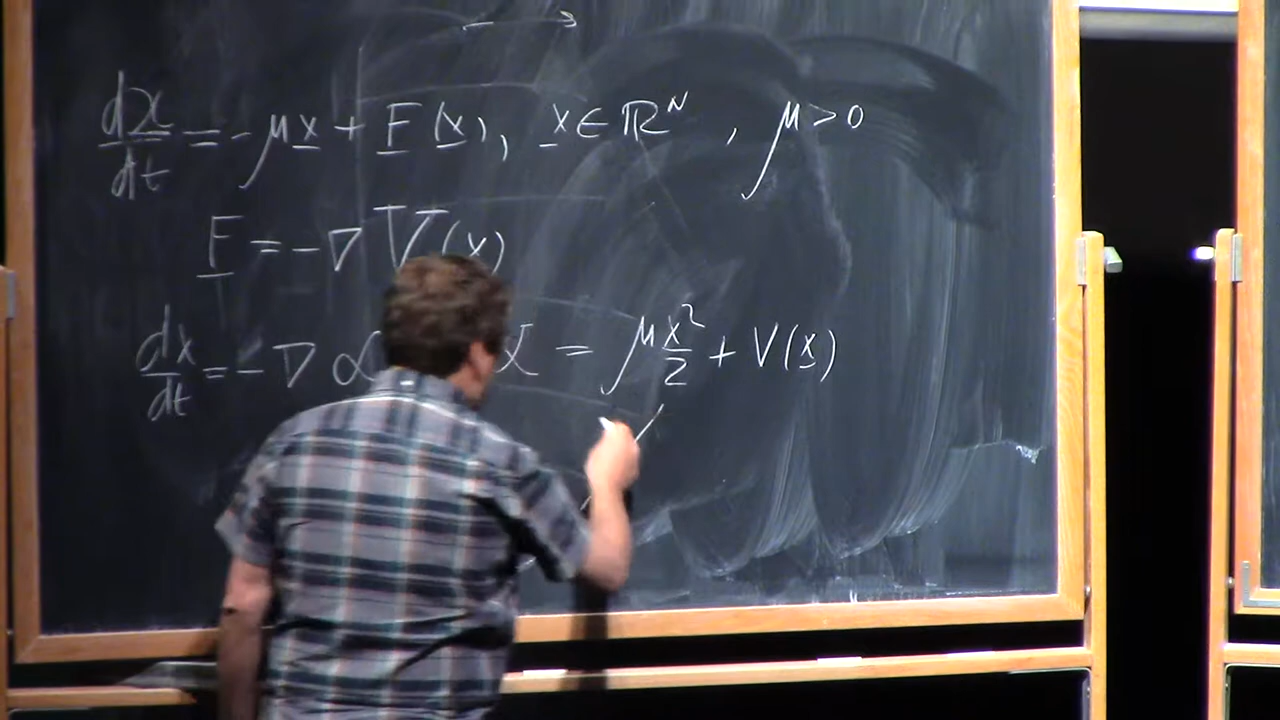 dx/dt = -μx + F(x), x ∈ ℝᴺ, μ > 0
F = -∇V(x)
dx/dt = -∇ℒ ℒ = μ x²/2 + V(x)